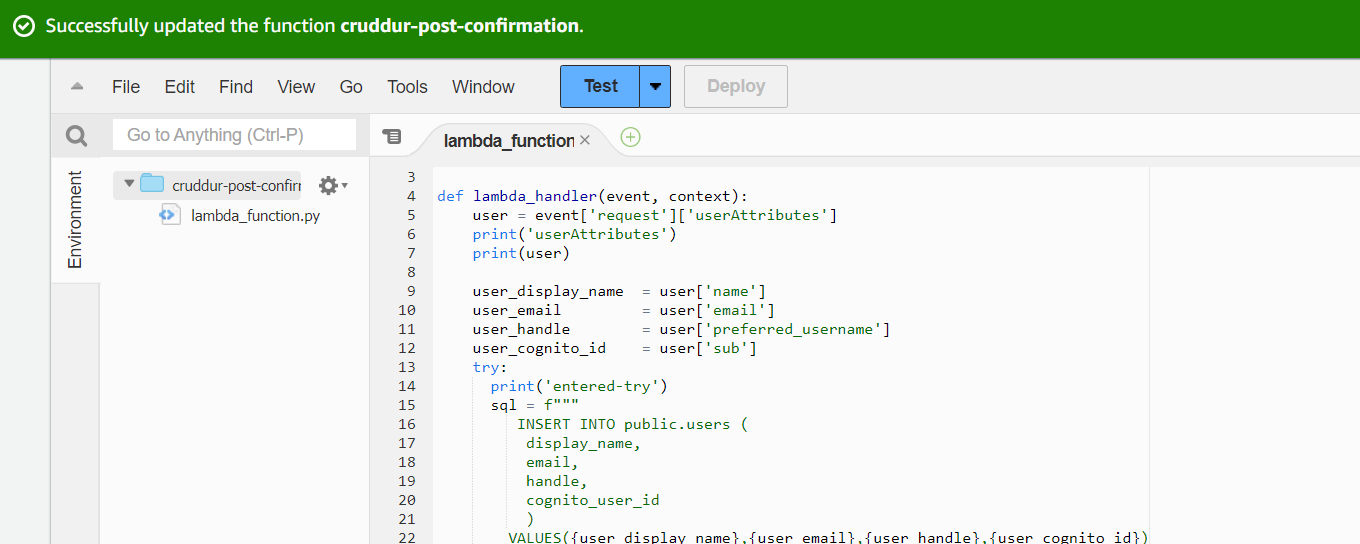 Successfully updated the function cruddur-post-confirmation.
File Edit Find View Go Tools Window Test Deploy
Go to Anything (Ctrl-P)
lambda_function
Environment
cruddur-post-confirr
lambda_function.py
3
4 def lambda_handler(event, context):
5 user = event['request']['userAttributes']
6 print('userAttributes')
7 print(user)
8
9 user_display_name = user['name']
10 user_email = user['email']
11 user_handle = user['preferred_username']
12 user_cognito_id = user['sub']
13 try:
14 print('entered-try')
15 sql = f"""
16 INSERT INTO public.users (
17 display_name,
18 email,
19 handle,
20 cognito_user_id
21 )
22 VALUES({user_display_name},{user_email},{user_handle},{user_cognito_id})